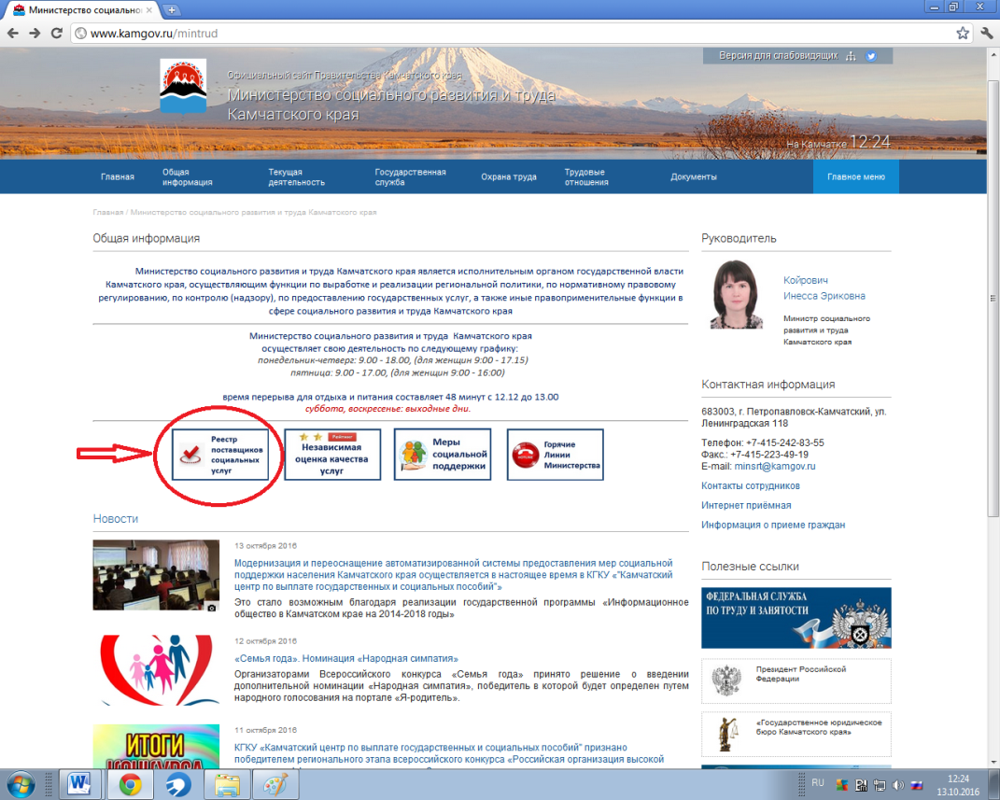 Министерство социально
www.kamgov.ru/mintrud
Версия для слабовидящих
Официальный сайт Правительства Камчатского края
Министерство социального развития и труда
Камчатского края
На Камчатке 12:24
Главная
Общая
информация
Текущая
деятельность
Государственная
служба
Охрана труда
Трудовые
отношения
Документы
Главное меню
Главная / Министерство социального развития и труда Камчатского края
Общая информация
Министерство социального развития и труда Камчатского края является исполнительным органом государственной власти
Камчатского края, осуществляющим функции по выработке и реализации региональной политики, по нормативному правовому
регулированию, по контролю (надзору), по предоставлению государственных услуг, а также иные правоприменительные функции в
сфере социального развития и труда Камчатского края
Министерство социального развития и труда Камчатского края
осуществляет свою деятельность по следующему графику:
понедельник-четверг: 9.00 - 18.00, (для женщин 9:00 - 17.15)
пятница: 9.00 - 17.00, (для женщин 9:00 - 16:00)
время перерыва для отдыха и питания составляет 48 минут с 12.12 до 13.00
суббота, воскресенье: выходные дни.
Реестр
поставщиков
социальных
услуг
Рейтинг
Независимая
оценка качества
услуг
Меры
социальной
поддержки
HOTLINE
Горячие
Линии
Министерства
Новости
13 октября 2016
Модернизация и переоснащение автоматизированной системы предоставления мер социальной
поддержки населения Камчатского края осуществляется в настоящее время в КГКУ «"Камчатский
центр по выплате государственных и социальных пособий"»
Это стало возможным благодаря реализации государственной программы «Информационное
общество в Камчатском крае на 2014-2018 годы»
12 октября 2016
«Семья года». Номинация «Народная симпатия»
Организаторами Всероссийского конкурса «Семья года» принято решение о введении
дополнительной номинации «Народная симпатия», победитель в которой будет определен путем
народного голосования на портале «Я-родитель».
ИТОГИ
КОНКУРСА
11 октября 2016
КГКУ «Камчатский центр по выплате государственных и социальных пособий" признано
победителем регионального этапа всероссийского конкурса «Российская организация высокой
Руководитель
Койрович
Инесса Эриковна
Министр социального
развития и труда
Камчатского края
Контактная информация
683003, г. Петропавловск-Камчатский, ул.
Ленинградская 118
Телефон: +7-415-242-83-55
Факс.: +7-415-223-49-19
E-mail: minsrt@kamgov.ru
Контакты сотрудников
Интернет приёмная
Информация о приеме граждан
Полезные ссылки
ФЕДЕРАЛЬНАЯ СЛУЖБА
ПО ТРУДУ И ЗАНЯТОСТИ
Президент Российской
Федерации
«Государственное юридическое
бюро Камчатского края»
RU
12:24
13.10.2016